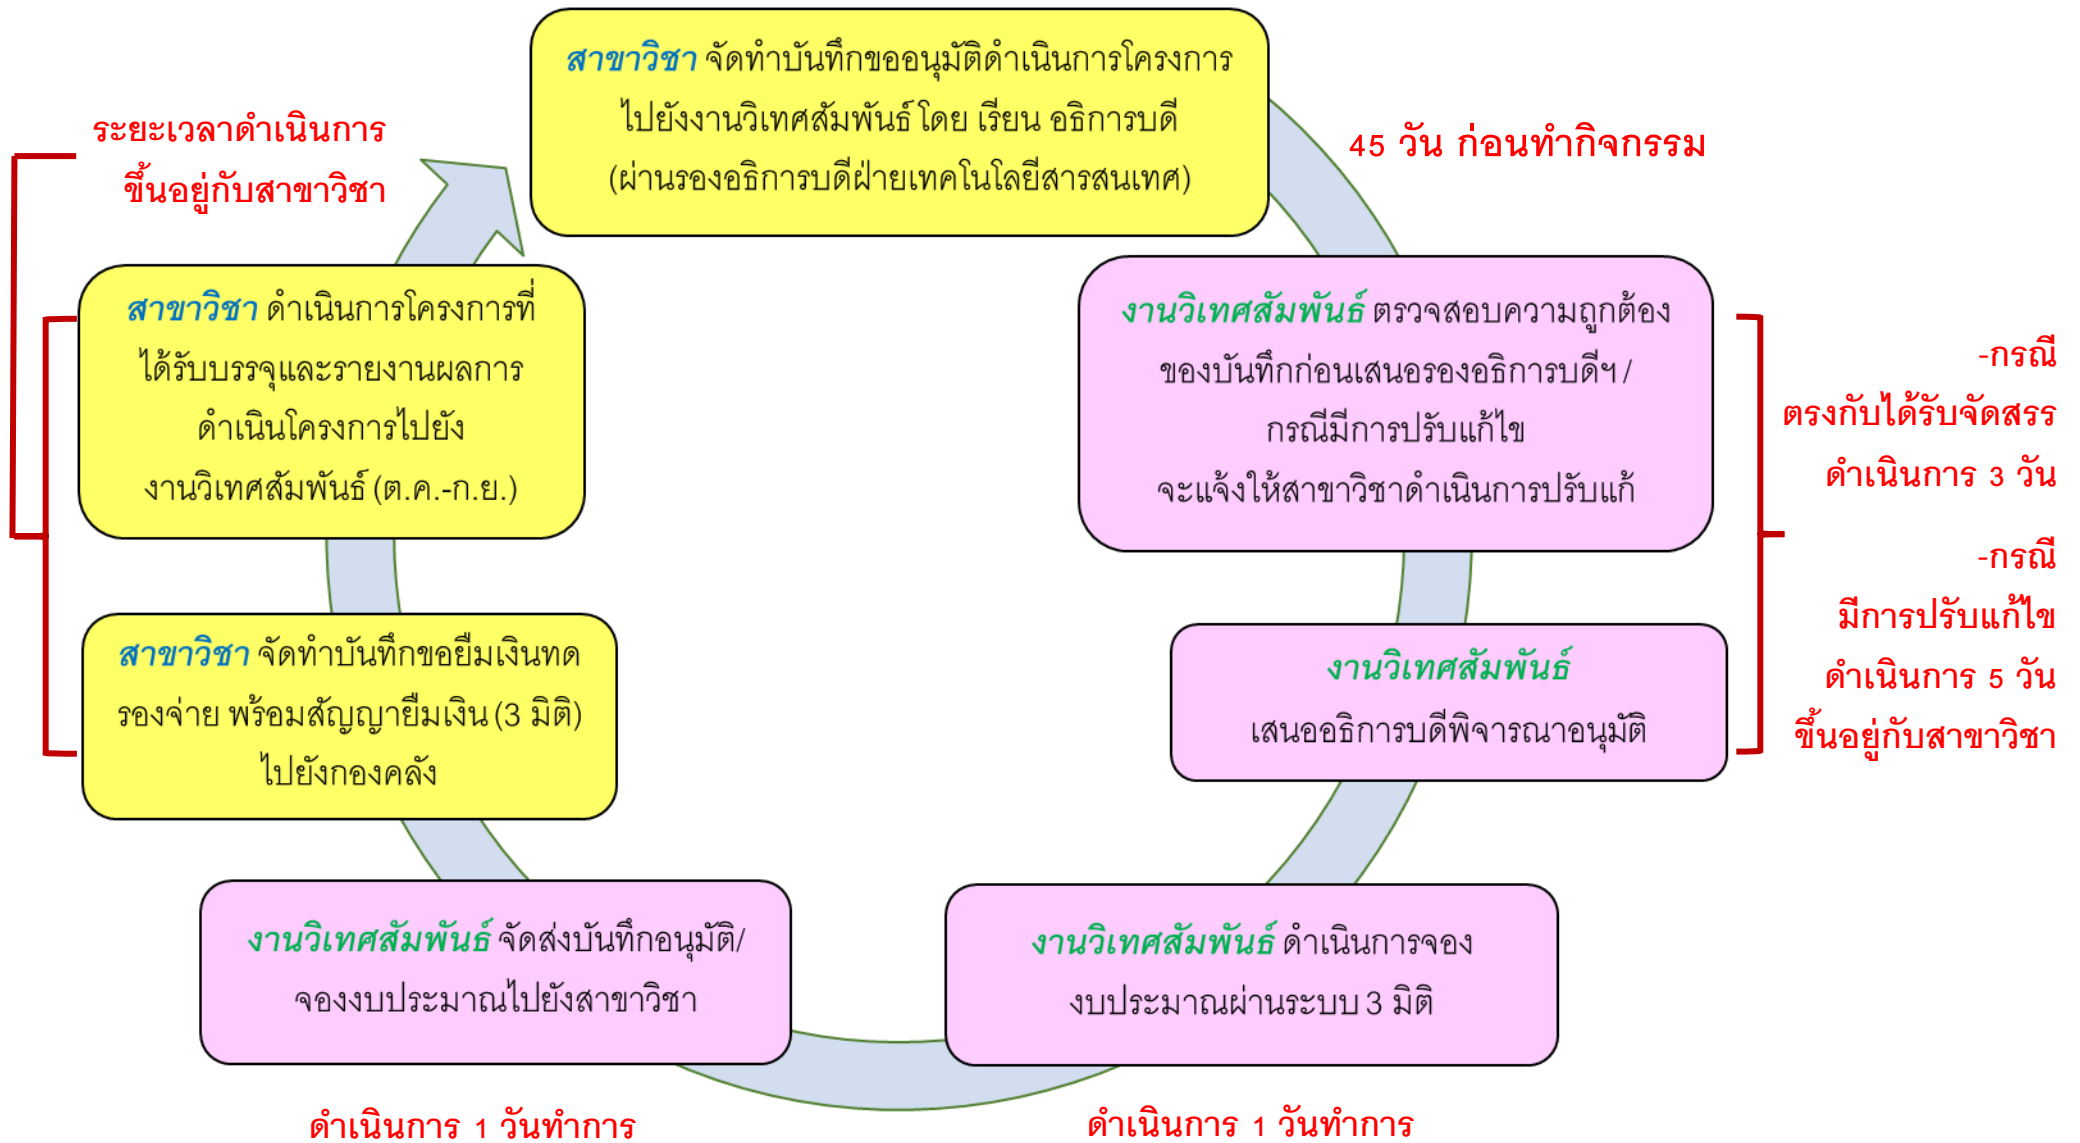 สาขาวิชา จัดทำบันทึกขออนุมัติดำเนินการโครงการ
ไปยังงานวิเทศสัมพันธ์ โดย เรียน อธิการบดี
(ผ่านรองอธิการบดีฝ่ายเทคโนโลยีสารสนเทศ)
45 วัน ก่อนทำกิจกรรม
งานวิเทศสัมพันธ์ ตรวจสอบความถูกต้อง
ของบันทึกก่อนเสนอรองอธิการบดีฯ /
กรณีมีการปรับแก้ไข
จะแจ้งให้สาขาวิชาดำเนินการปรับแก้
-กรณี
ตรงกับได้รับจัดสรร
ดำเนินการ 3 วัน
-กรณี
มีการปรับแก้ไข
ดำเนินการ 5 วัน
ขึ้นอยู่กับสาขาวิชา
งานวิเทศสัมพันธ์
เสนออธิการบดีพิจารณาอนุมัติ
งานวิเทศสัมพันธ์ ดำเนินการจอง
งบประมาณผ่านระบบ 3 มิติ
ดำเนินการ 1 วันทำการ
งานวิเทศสัมพันธ์ จัดส่งบันทึกอนุมัติ/
จองงบประมาณไปยังสาขาวิชา
ดำเนินการ 1 วันทำการ
สาขาวิชา จัดทำบันทึกขอยืมเงินทด
รองจ่าย พร้อมสัญญายืมเงิน (3 มิติ)
ไปยังกองคลัง
สาขาวิชา ดำเนินการโครงการที่
ได้รับบรรจุและรายงานผลการ
ดำเนินโครงการไปยัง
งานวิเทศสัมพันธ์ (ต.ค.-ก.ย.)
ระยะเวลาดำเนินการ
ขึ้นอยู่กับสาขาวิชา